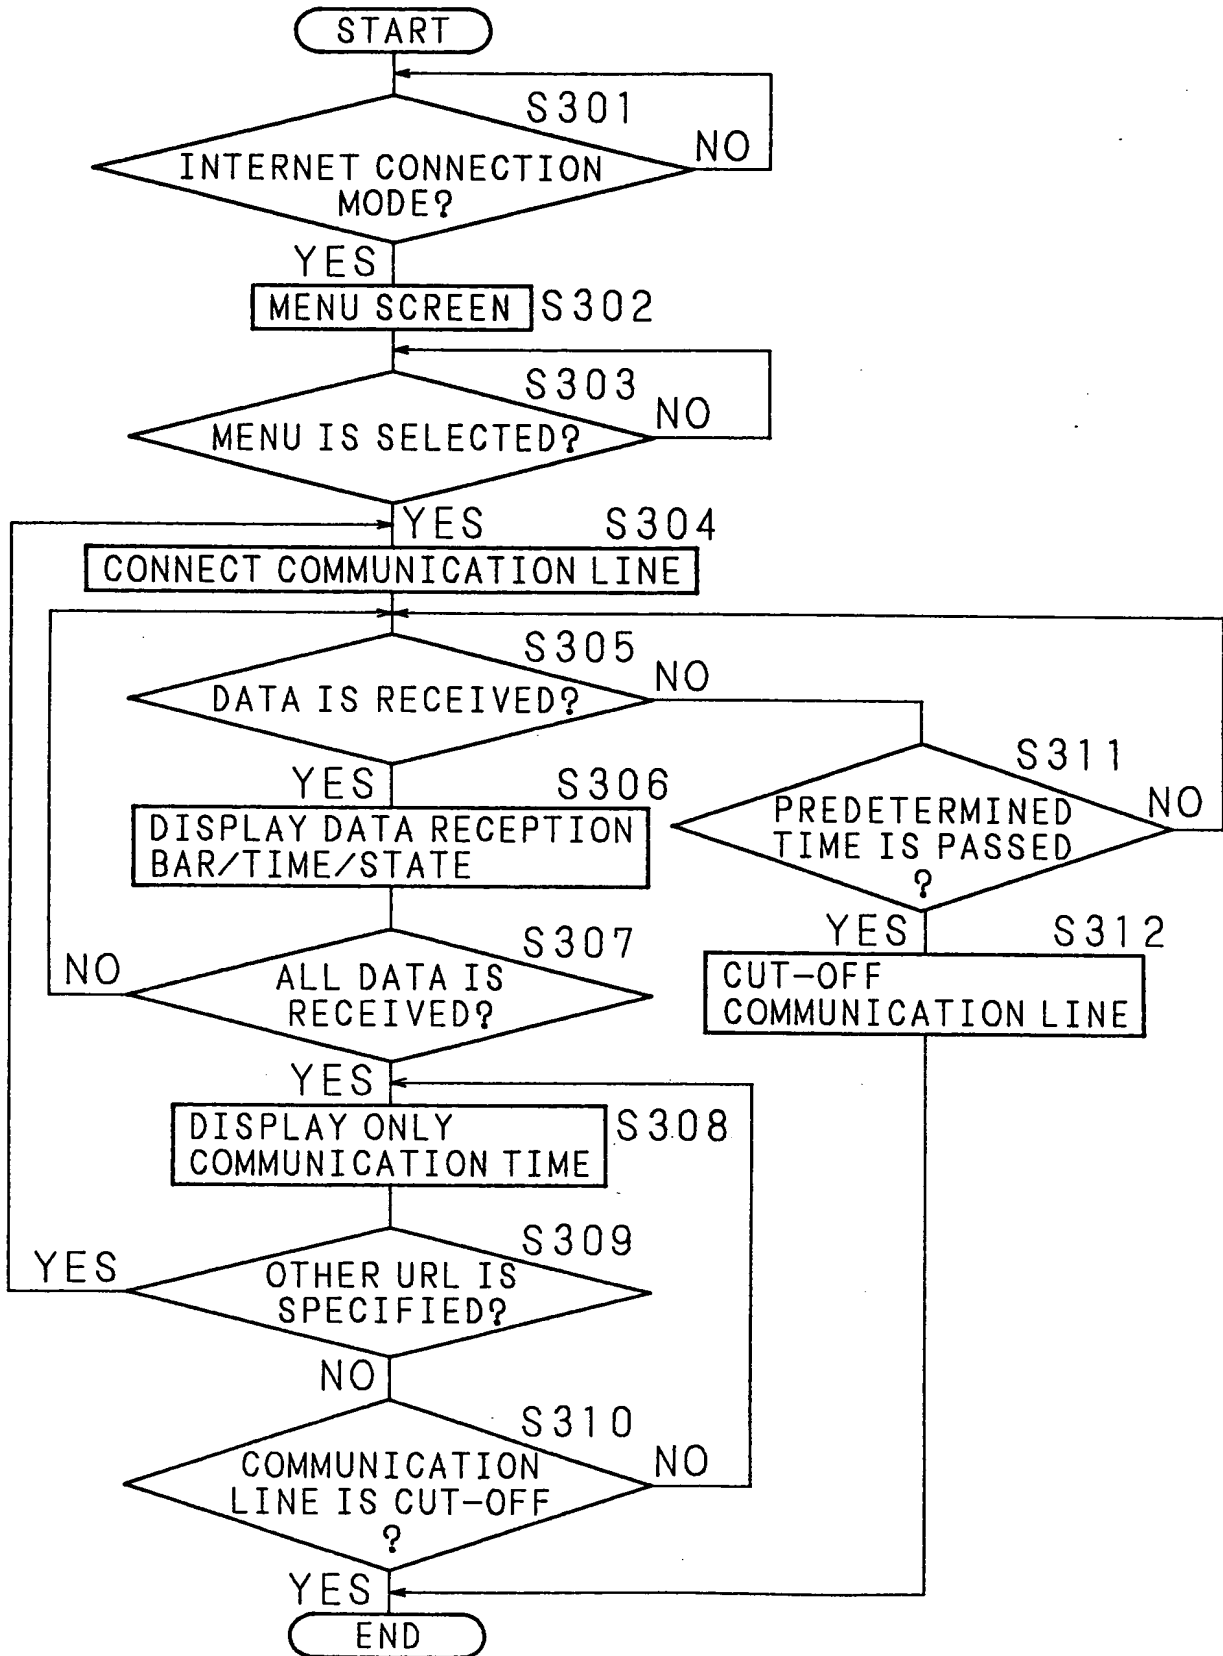 START
S301
NO
INTERNET CONNECTION
MODE?
YES
MENU SCREEN
S302
S303
NO
MENU IS SELECTED?
YES
S304
CONNECT COMMUNICATION LINE
S305
NO
DATA IS RECEIVED?
YES
S306
DISPLAY DATA RECEPTION
BAR/TIME/STATE
S311
NO
PREDETERMINED
TIME IS PASSED
?
YES
S312
CUT-OFF
COMMUNICATION LINE
S307
NO
ALL DATA IS
RECEIVED?
YES
DISPLAY ONLY
COMMUNICATION TIME
S308
S309
YES
OTHER URL IS
SPECIFIED?
NO
S310
NO
COMMUNICATION
LINE IS CUT-OFF
?
YES
END